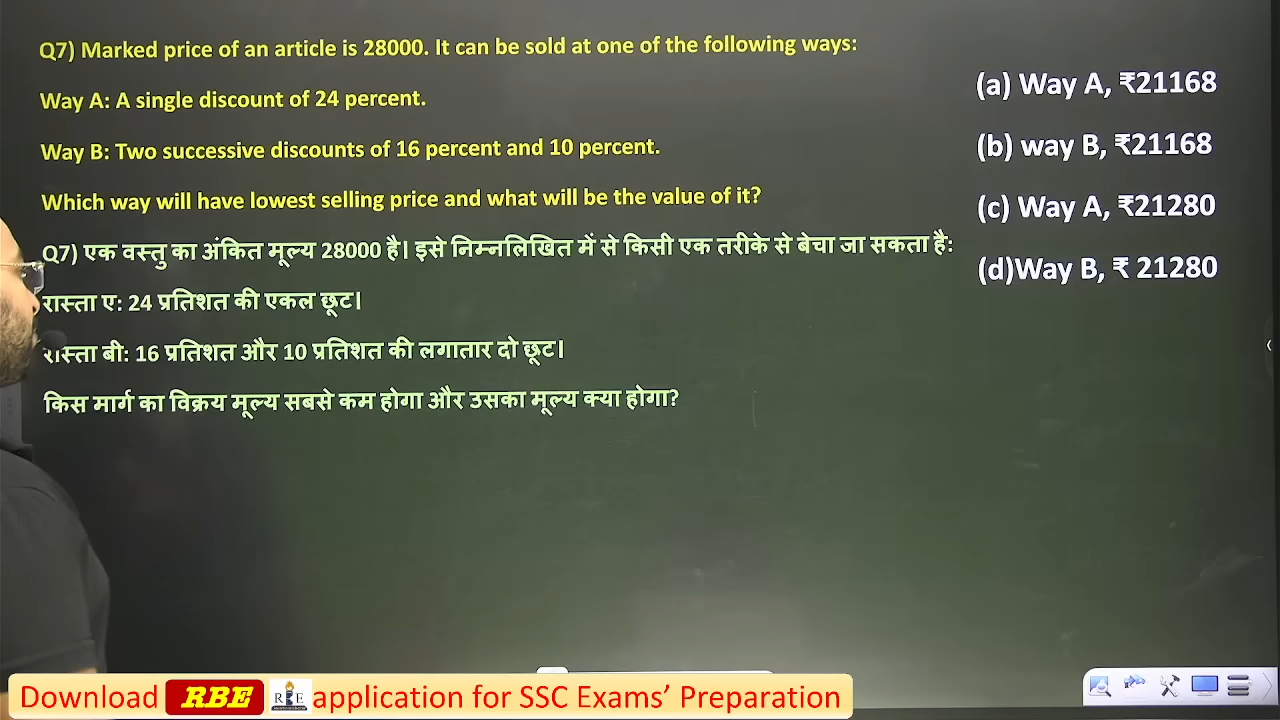 Q7) Marked price of an article is 28000. It can be sold at one of the following ways:
Way A: A single discount of 24 percent.
Way B: Two successive discounts of 16 percent and 10 percent.
Which way will have lowest selling price and what will be the value of it?
Q7) एक वस्तु का अंकित मूल्य 28000 है। इसे निम्नलिखित में से किसी एक तरीके से बेचा जा सकता है:
रास्ता ए: 24 प्रतिशत की एकल छूट।
रास्ता बी: 16 प्रतिशत और 10 प्रतिशत की लगातार दो छूट।
किस मार्ग का विक्रय मूल्य सबसे कम होगा और उसका मूल्य क्या होगा?
(a) Way A, ₹21168
(b) way B, ₹21168
(c) Way A, ₹21280
(d)Way B, ₹ 21280
Download RBE RBE application for SSC Exams’ Preparation